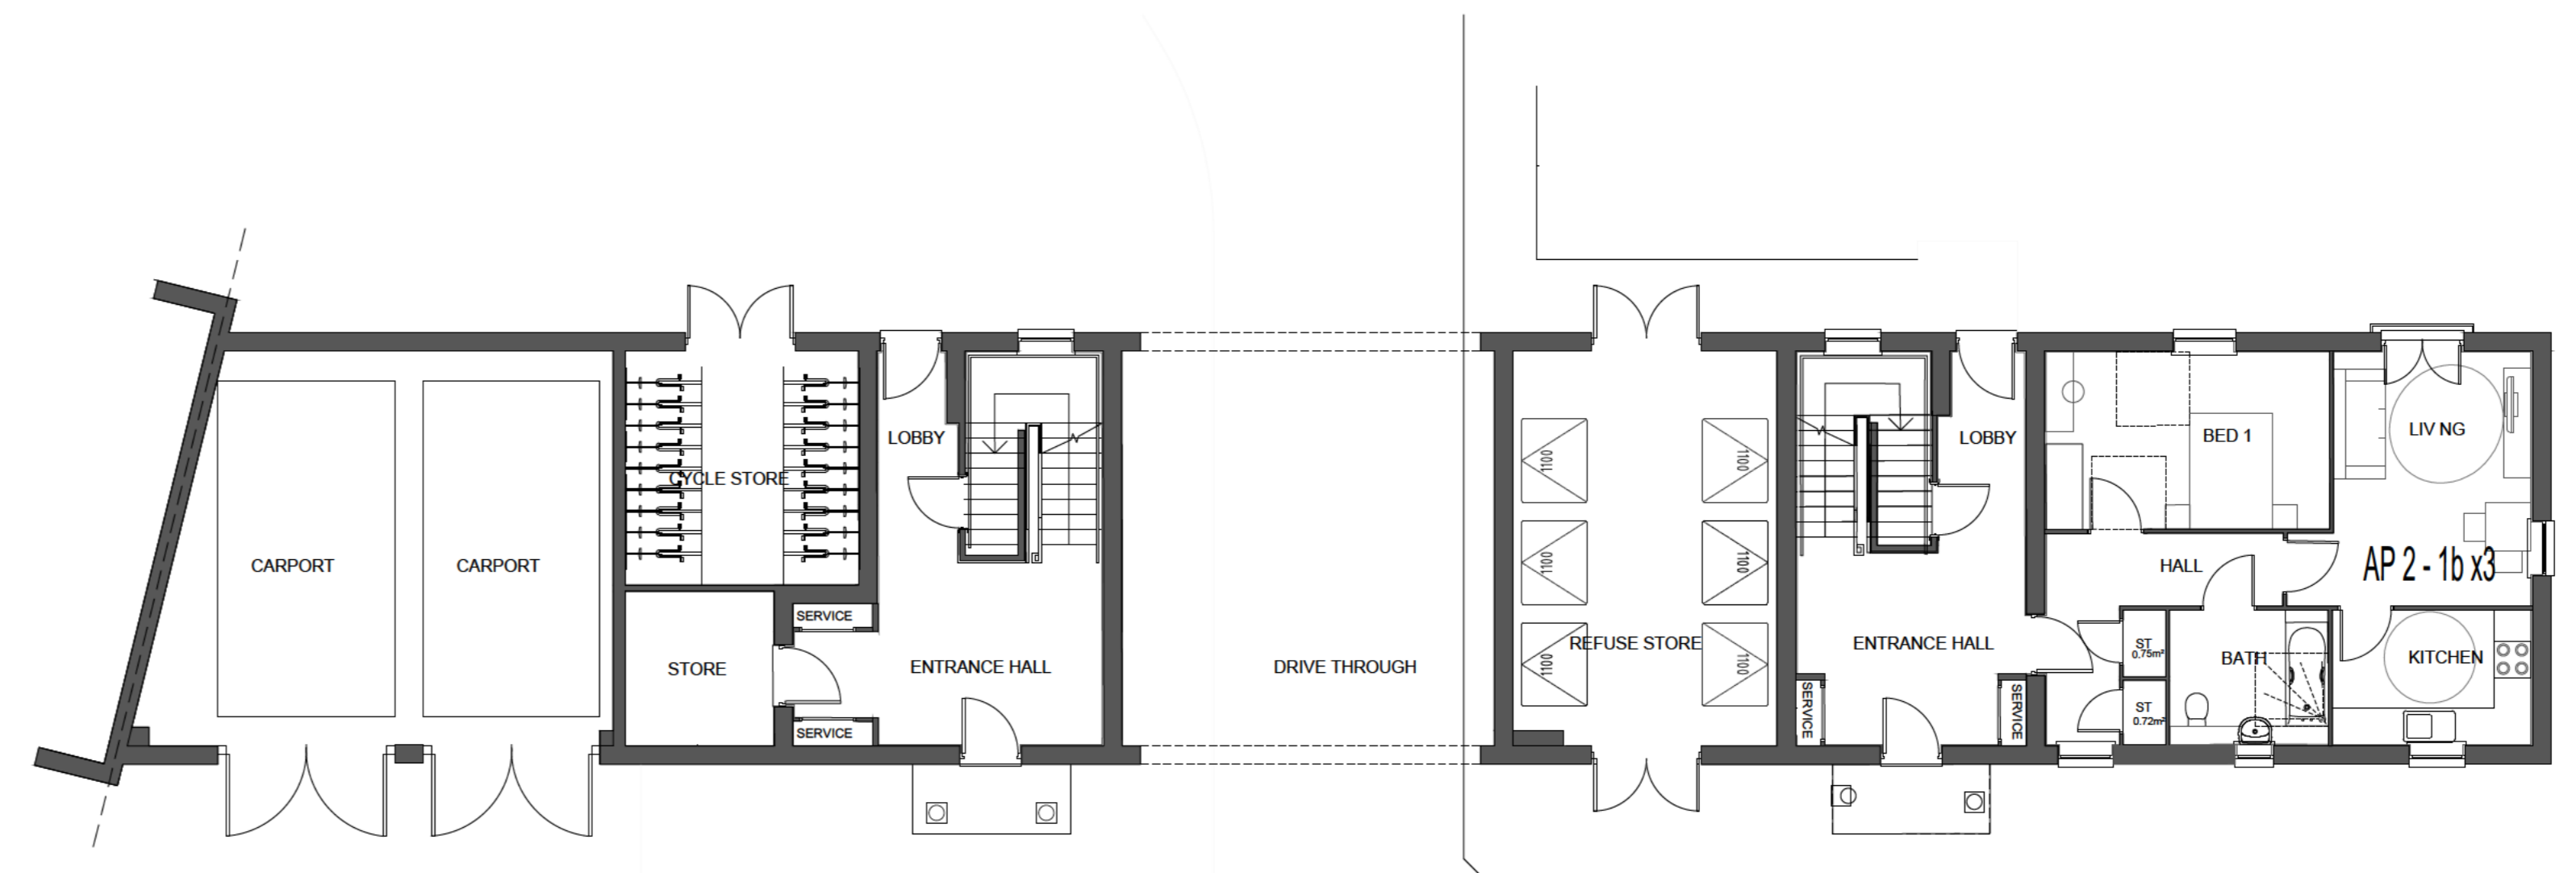 CARPORT
CARPORT
CYCLE STORE
STORE
SERVICE
SERVICE
LOBBY
ENTRANCE HALL
DRIVE THROUGH
1100
1100
1100
1100
1100
1100
REFUSE STORE
LOBBY
ENTRANCE HALL
SERVICE
SERVICE
BED 1
LIV NG
HALL
AP 2 - 1b x3
ST
0.75m²
ST
0.72m²
BATH
KITCHEN